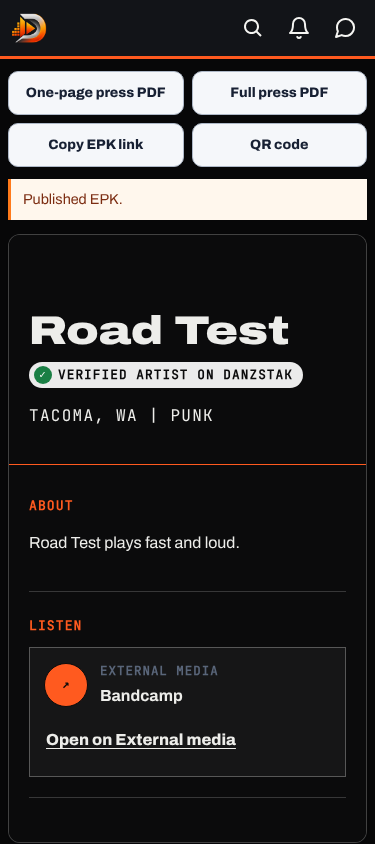 One-page press PDF
Full press PDF
Copy EPK link
QR code
Published EPK.
Road Test
VERIFIED ARTIST ON DANZSTAK
TACOMA, WA | PUNK
ABOUT
Road Test plays fast and loud.
LISTEN
EXTERNAL MEDIA
Bandcamp
Open on External media